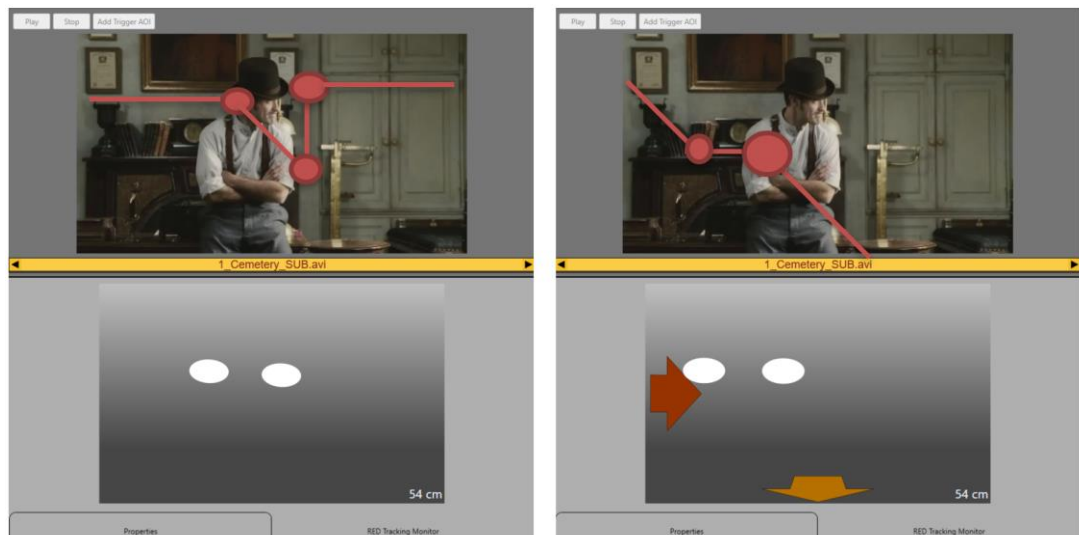 Play Stop Add Trigger AOI
1_Cemetery_SUB.avI
54 cm
Properties RED Tracking Monitor
Play Stop Add Trigger AOI
1_Cemetery_SUB.avI
54 cm
Properties RED Tracking Monitor